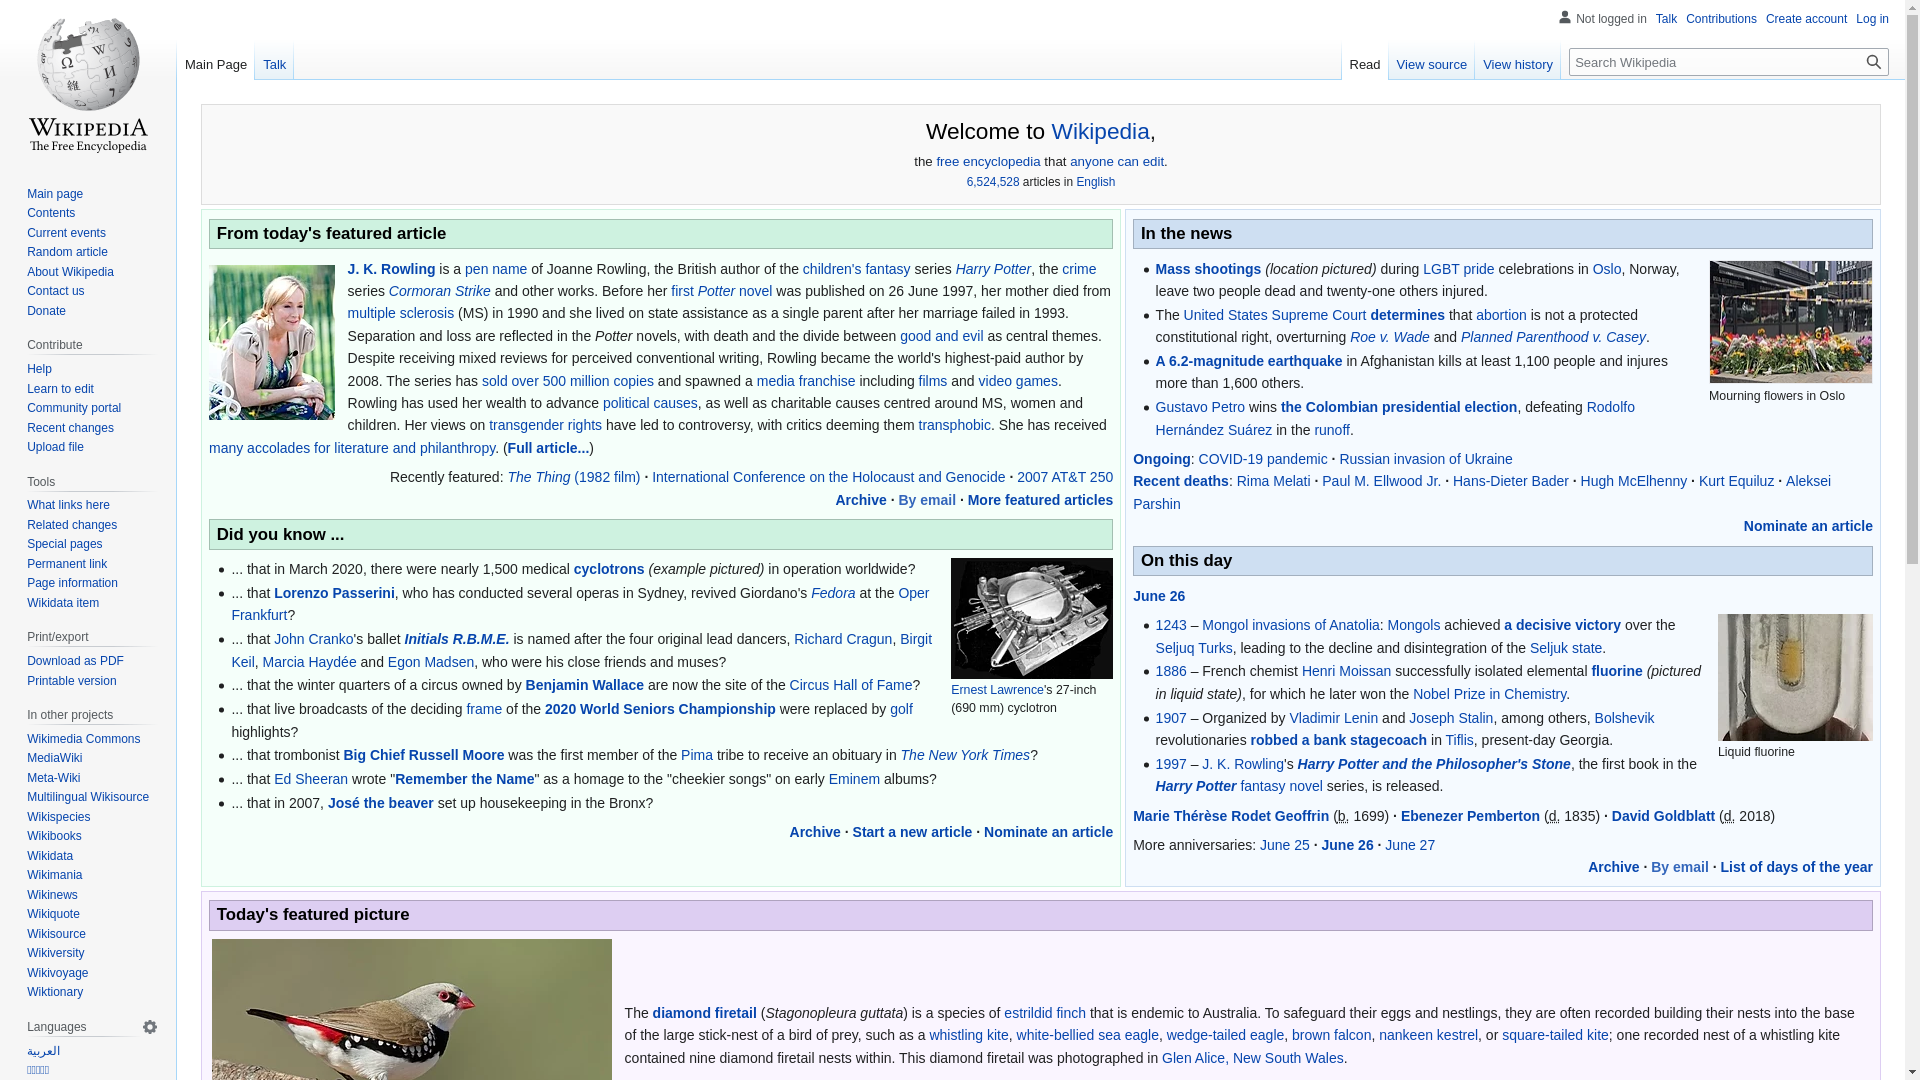 Not logged in Talk Contributions Create account Log in
Main Page Talk
Read View source View history Search Wikipedia
WIKIPEDIA
The Free Encyclopedia
Main page
Contents
Current events
Random article
About Wikipedia
Contact us
Donate
Contribute
Help
Learn to edit
Community portal
Recent changes
Upload file
Tools
What links here
Related changes
Special pages
Permanent link
Page information
Wikidata item
Print/export
Download as PDF
Printable version
In other projects
Wikimedia Commons
MediaWiki
Meta-Wiki
Multilingual Wikisource
Wikispecies
Wikibooks
Wikidata
Wikimania
Wikinews
Wikiquote
Wikisource
Wikiversity
Wikivoyage
Wiktionary
Languages
العربية
Welcome to Wikipedia,
the free encyclopedia that anyone can edit.
6,524,528 articles in English
From today's featured article
J. K. Rowling is a pen name of Joanne Rowling, the British author of the children's fantasy series Harry Potter, the crime
series Cormoran Strike and other works. Before her first Potter novel was published on 26 June 1997, her mother died from
multiple sclerosis (MS) in 1990 and she lived on state assistance as a single parent after her marriage failed in 1993.
Separation and loss are reflected in the Potter novels, with death and the divide between good and evil as central themes.
Despite receiving mixed reviews for perceived conventional writing, Rowling became the world's highest-paid author by
2008. The series has sold over 500 million copies and spawned a media franchise including films and video games.
Rowling has used her wealth to advance political causes, as well as charitable causes centred around MS, women and
children. Her views on transgender rights have led to controversy, with critics deeming them transphobic. She has received
many accolades for literature and philanthropy. (Full article...)
Recently featured: The Thing (1982 film) · International Conference on the Holocaust and Genocide · 2007 AT&T 250
Archive · By email · More featured articles
Did you know ...
... that in March 2020, there were nearly 1,500 medical cyclotrons (example pictured) in operation worldwide?
... that Lorenzo Passerini, who has conducted several operas in Sydney, revived Giordano's Fedora at the Oper
Frankfurt?
... that John Cranko's ballet Initials R.B.M.E. is named after the four original lead dancers, Richard Cragun, Birgit
Keil, Marcia Haydée and Egon Madsen, who were his close friends and muses?
... that the winter quarters of a circus owned by Benjamin Wallace are now the site of the Circus Hall of Fame?
... that live broadcasts of the deciding frame of the 2020 World Seniors Championship were replaced by golf
highlights?
... that trombonist Big Chief Russell Moore was the first member of the Pima tribe to receive an obituary in The New York Times?
... that Ed Sheeran wrote "Remember the Name" as a homage to the "cheekier songs" on early Eminem albums?
... that in 2007, José the beaver set up housekeeping in the Bronx?
Ernest Lawrence's 27-inch
(690 mm) cyclotron
Archive · Start a new article · Nominate an article
In the news
Mass shootings (location pictured) during LGBT pride celebrations in Oslo, Norway,
leave two people dead and twenty-one others injured.
The United States Supreme Court determines that abortion is not a protected
constitutional right, overturning Roe v. Wade and Planned Parenthood v. Casey.
A 6.2-magnitude earthquake in Afghanistan kills at least 1,100 people and injures
more than 1,600 others.
Gustavo Petro wins the Colombian presidential election, defeating Rodolfo
Hernández Suárez in the runoff.
Mourning flowers in Oslo
Ongoing: COVID-19 pandemic · Russian invasion of Ukraine
Recent deaths: Rima Melati · Paul M. Ellwood Jr. · Hans-Dieter Bader · Hugh McElhenny · Kurt Equiluz · Aleksei
Parshin
Nominate an article
On this day
June 26
1243 – Mongol invasions of Anatolia: Mongols achieved a decisive victory over the
Seljuq Turks, leading to the decline and disintegration of the Seljuk state.
1886 – French chemist Henri Moissan successfully isolated elemental fluorine (pictured
in liquid state), for which he later won the Nobel Prize in Chemistry.
1907 – Organized by Vladimir Lenin and Joseph Stalin, among others, Bolshevik
revolutionaries robbed a bank stagecoach in Tiflis, present-day Georgia.
1997 – J. K. Rowling's Harry Potter and the Philosopher's Stone, the first book in the
Harry Potter fantasy novel series, is released.
Liquid fluorine
Marie Thérèse Rodet Geoffrin (b. 1699) · Ebenezer Pemberton (d. 1835) · David Goldblatt (d. 2018)
More anniversaries: June 25 · June 26 · June 27
Archive · By email · List of days of the year
Today's featured picture
The diamond firetail (Stagonopleura guttata) is a species of estrildid finch that is endemic to Australia. To safeguard their eggs and nestlings, they are often recorded building their nests into the base
of the large stick-nest of a bird of prey, such as a whistling kite, white-bellied sea eagle, wedge-tailed eagle, brown falcon, nankeen kestrel, or square-tailed kite; one recorded nest of a whistling kite
contained nine diamond firetail nests within. This diamond firetail was photographed in Glen Alice, New South Wales.